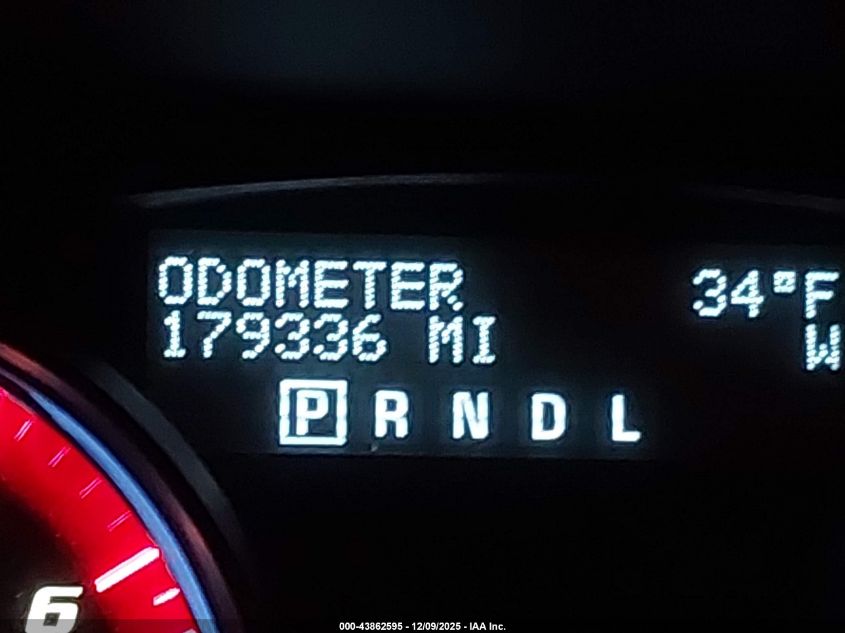 ODOMETER 34°F
179336 MI W
P R N D L
6
000-43862595 - 12/09/2025 - IAA Inc.